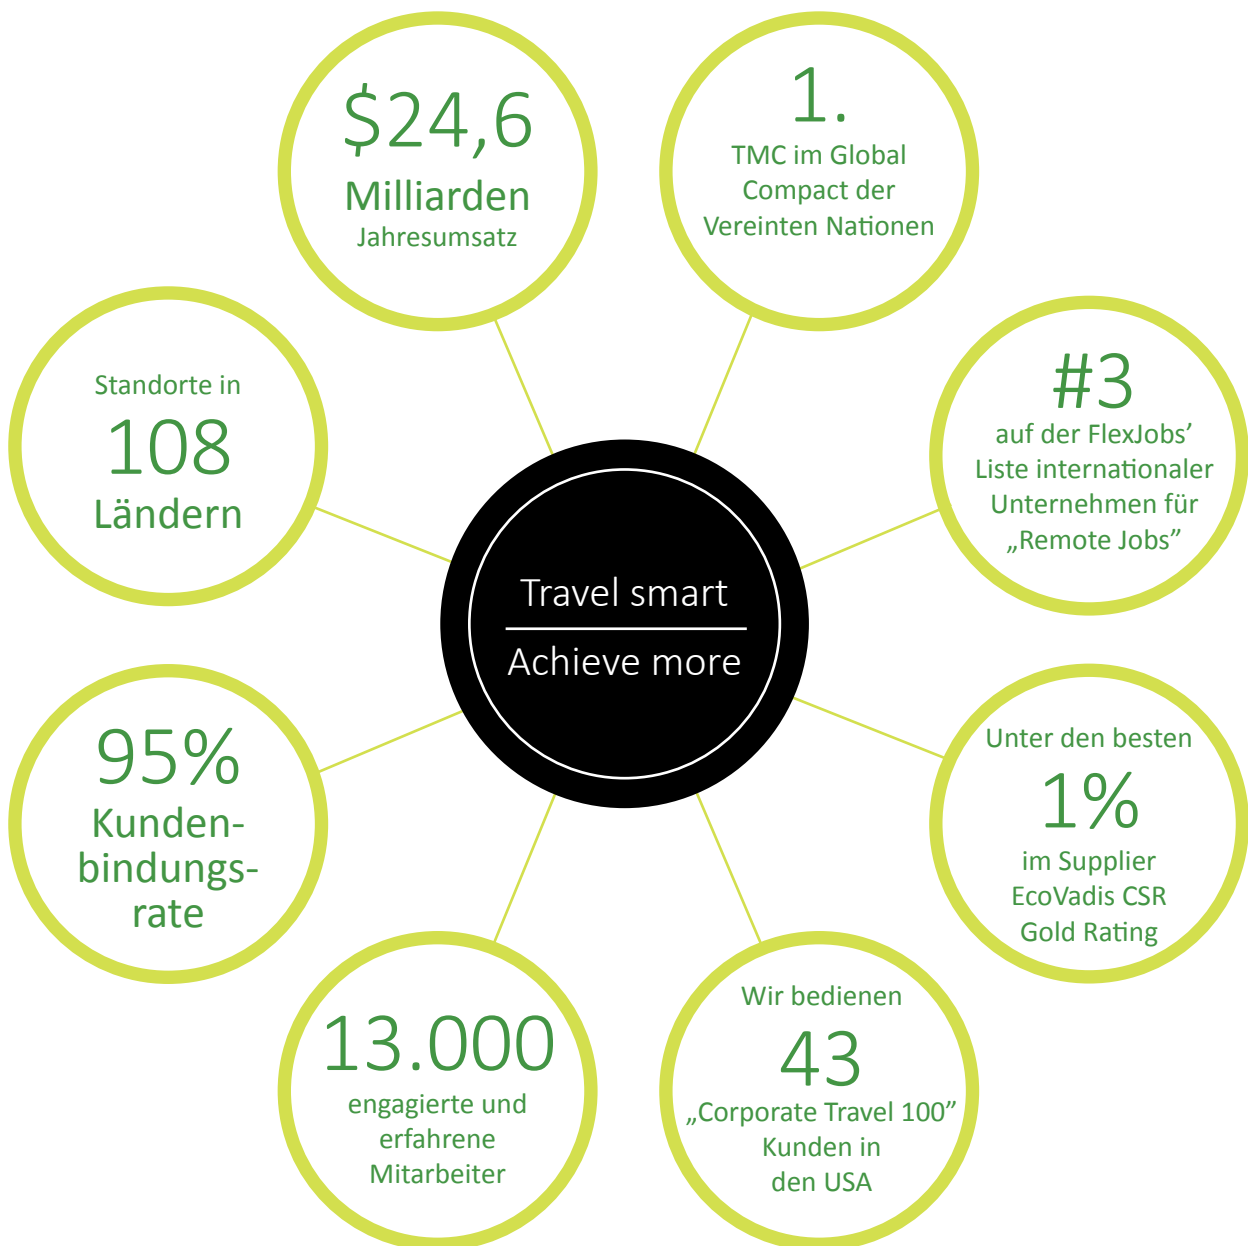 $24,6
Milliarden
Jahresumsatz
1.
TMC im Global
Compact der
Vereinten Nationen
#3
auf der FlexJobs’
Liste internationaler
Unternehmen für
„Remote Jobs”
Unter den besten
1%
im Supplier
EcoVadis CSR
Gold Rating
Wir bedienen
43
„Corporate Travel 100”
Kunden in
den USA
13.000
engagierte und
erfahrene
Mitarbeiter
95%
Kunden-
bindungs-
rate
Standorte in
108
Ländern
Travel smart
Achieve more